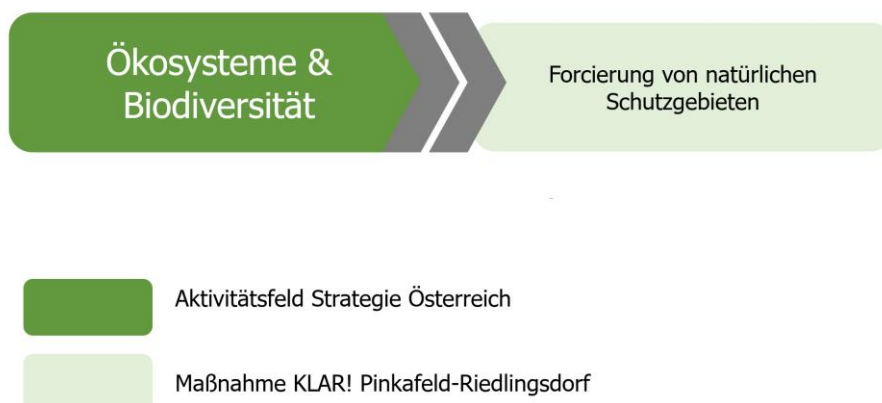 Ökosysteme &
Biodiversität
Forcierung von natürlichen
Schutzgebieten
Aktivitätsfeld Strategie Österreich
Maßnahme KLAR! Pinkafeld-Riedlingsdorf